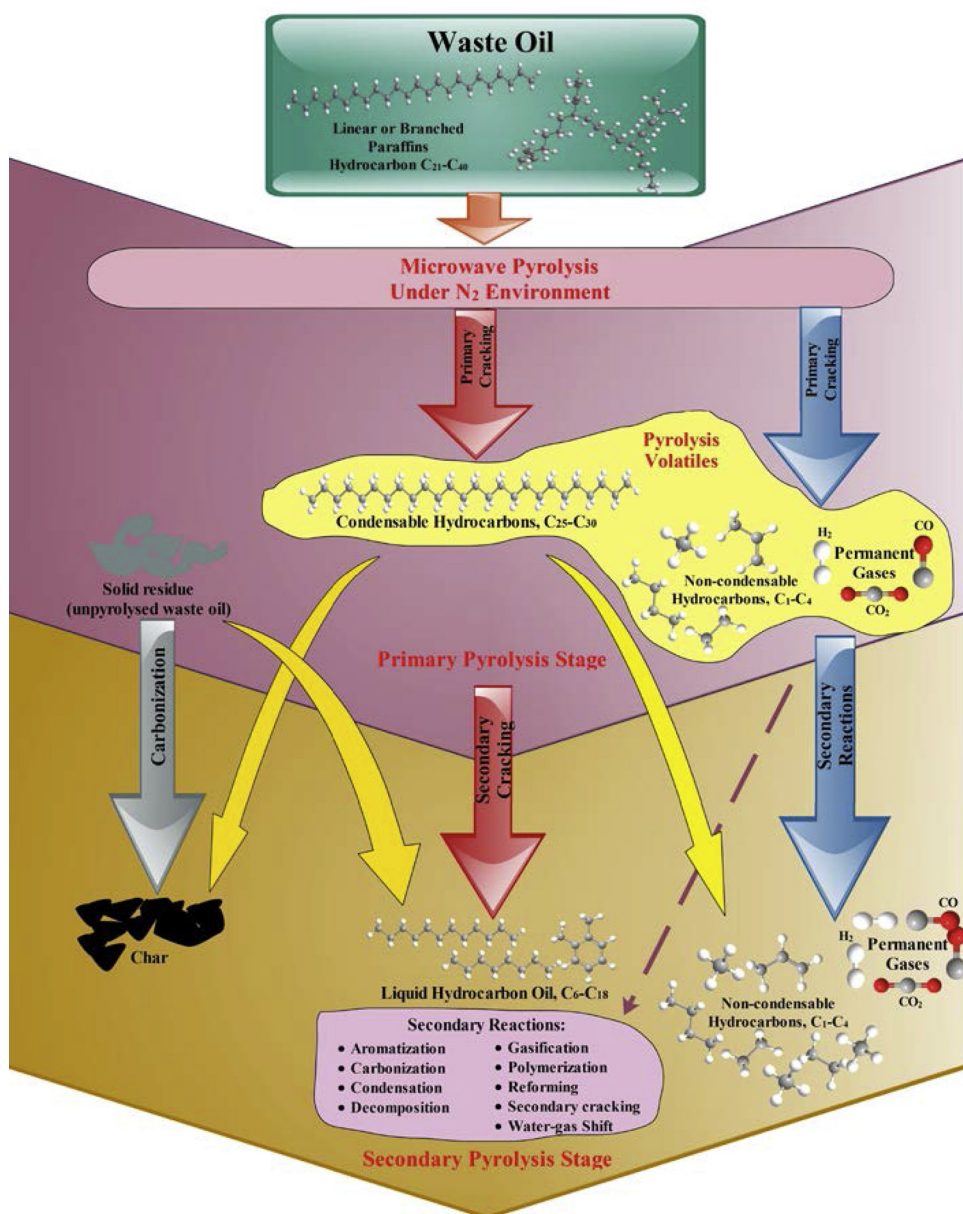 Waste Oil
Linear or Branched
Paraffins
Hydrocarbon C₂₁-C₄₀
Microwave Pyrolysis
Under N₂ Environment
Primary
Cracking
Primary
Cracking
Pyrolysis
Volatiles
Condensable Hydrocarbons, C₂₅-C₃₀
H₂
CO
Permanent
Gases
CO₂
Non-condensable
Hydrocarbons, C₁-C₄
Solid residue
(unpyrolysed waste oil)
Primary Pyrolysis Stage
Carbonization
Secondary
Cracking
Secondary
Reactions
Char
Liquid Hydrocarbon Oil, C₆-C₁₈
CO
H₂
Permanent
Gases
CO₂
Non-condensable
Hydrocarbons, C₁-C₄
Secondary Reactions:
• Aromatization
• Carbonization
• Condensation
• Decomposition
• Gasification
• Polymerization
• Reforming
• Secondary cracking
• Water-gas Shift
Secondary Pyrolysis Stage